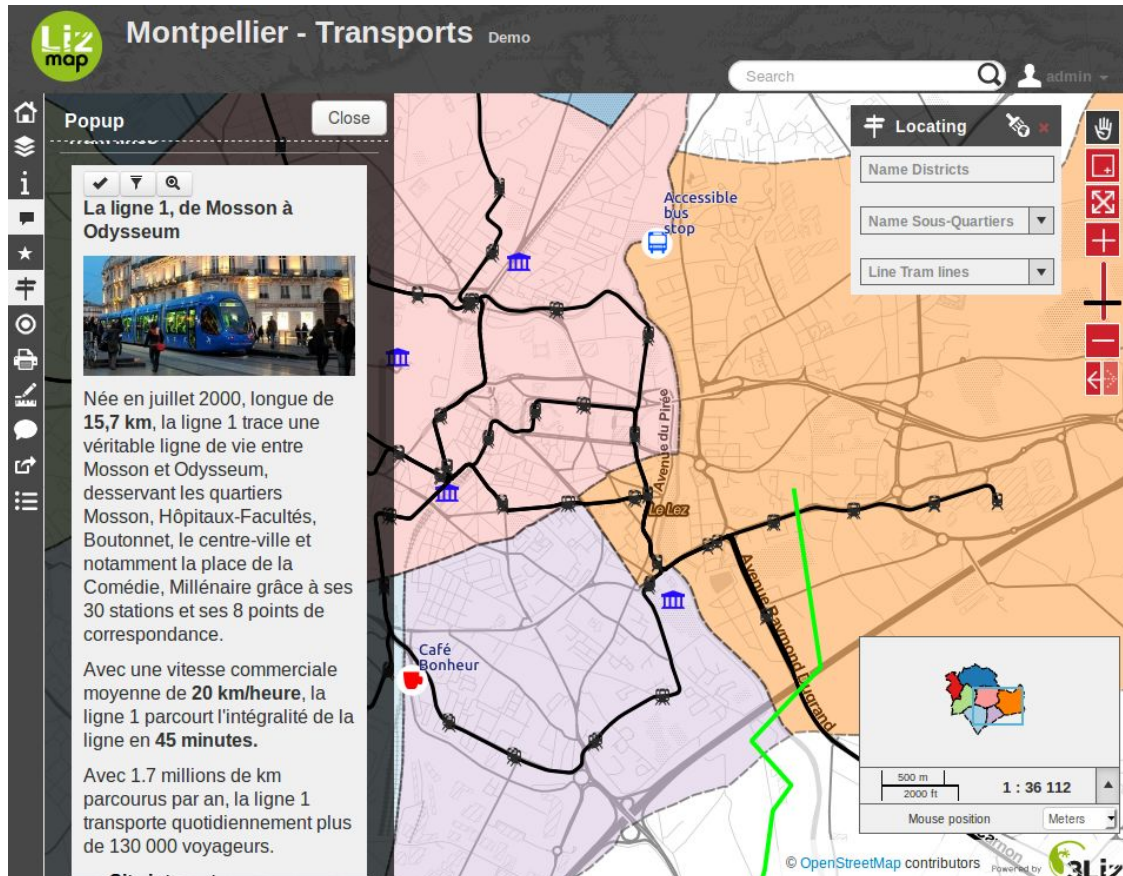 Liz
map
Montpellier - Transports Demo
Search
admin
Popup
Close
La ligne 1, de Mosson à
Odysseum
Née en juillet 2000, longue de
15,7 km, la ligne 1 trace une
véritable ligne de vie entre
Mosson et Odysseum,
desservant les quartiers
Mosson, Hôpitaux-Facultés,
Boutonnet, le centre-ville et
notamment la place de la
Comédie, Millénaire grâce à ses
30 stations et ses 8 points de
correspondance.
Avec une vitesse commerciale
moyenne de 20 km/heure, la
ligne 1 parcourt l'intégralité de la
ligne en 45 minutes.
Avec 1.7 millions de km
parcourus par an, la ligne 1
transporte quotidiennement plus
de 130 000 voyageurs.
Accessible
bus
stop
Avenue du Pirée
Le Lez
Avenue Raymond Dugrand
Café
Bonheur
Locating
Name Districts
Name Sous-Quartiers
Line Tram lines
500 m
2000 ft
1 : 36 112
Mouse position
Meters
© OpenStreetMap contributors
Powered by
3Liz